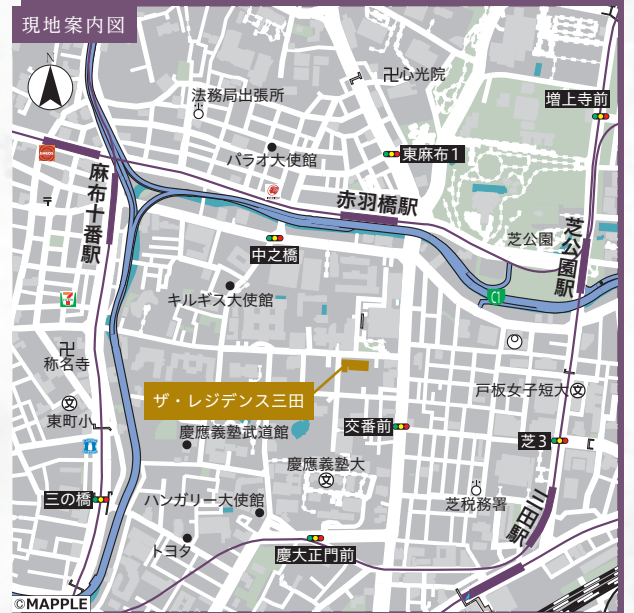 現地案内図
N
卍心光院
法務局出張所
増上寺前
東麻布1
パラオ大使館
麻布十番駅
赤羽橋駅
芝公園
芝公園駅
中之橋
キルギス大使館
C1
7
称名寺
ザ・レジデンス三田
戸板女子短大
東町小
慶應義塾武道館
交番前
芝3
慶應義塾大
三の橋
ハンガリー大使館
芝税務署
三田駅
トヨタ
慶大正門前
©MAPPLE